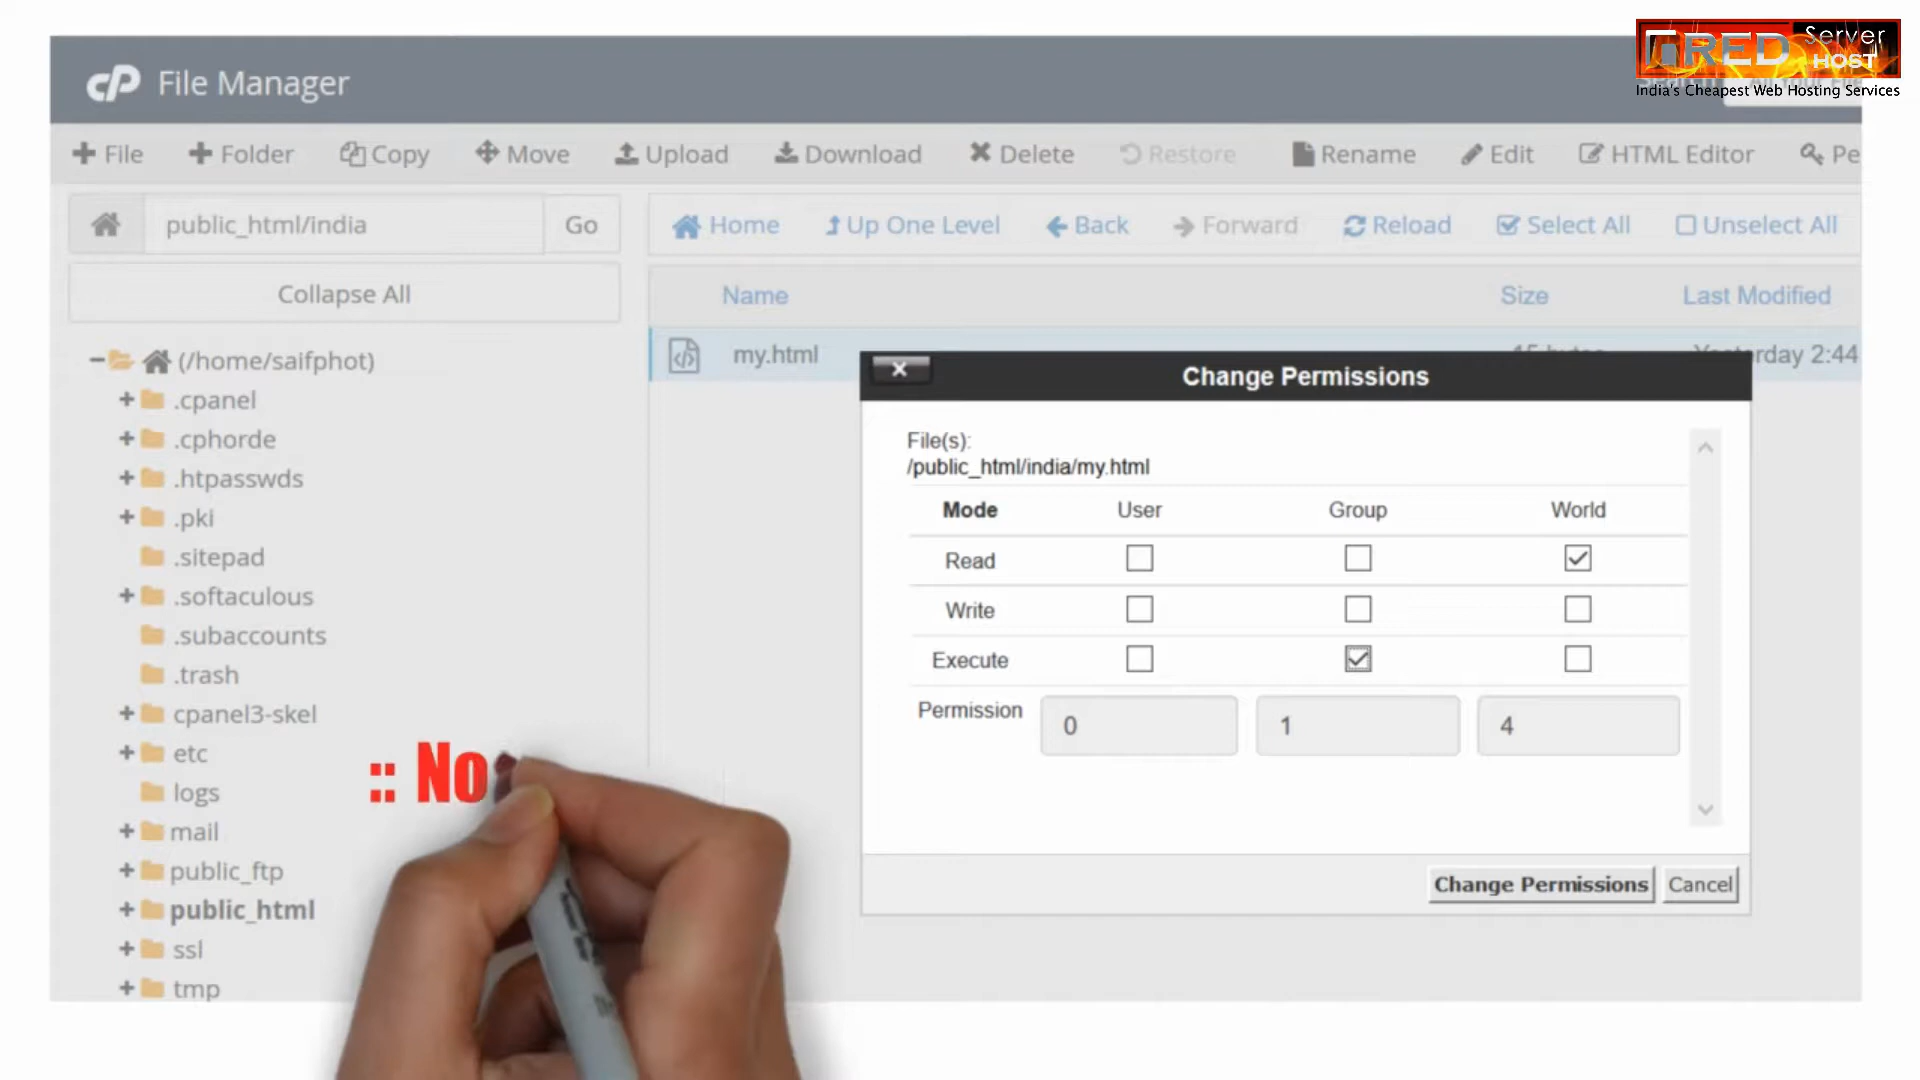 RED Server HOST
India's Cheapest Web Hosting Services
cP File Manager
File Folder Copy Move Upload Download Delete Restore Rename Edit HTML Editor Pe
public_html/india Go
Home Up One Level Back Forward Reload Select All Unselect All
Collapse All
Name Size Last Modified
my.html Yesterday 2:44
(/home/saifphot)
.cpanel
.cphorde
.htpasswds
.pki
.sitepad
.softaculous
.subaccounts
.trash
cpanel3-skel
etc
logs
mail
public_ftp
public_html
ssl
tmp
Change Permissions
File(s):
/public_html/india/my.html
Mode User Group World
Read
Write
Execute
Permission 0 1 4
Change Permissions Cancel
:: No